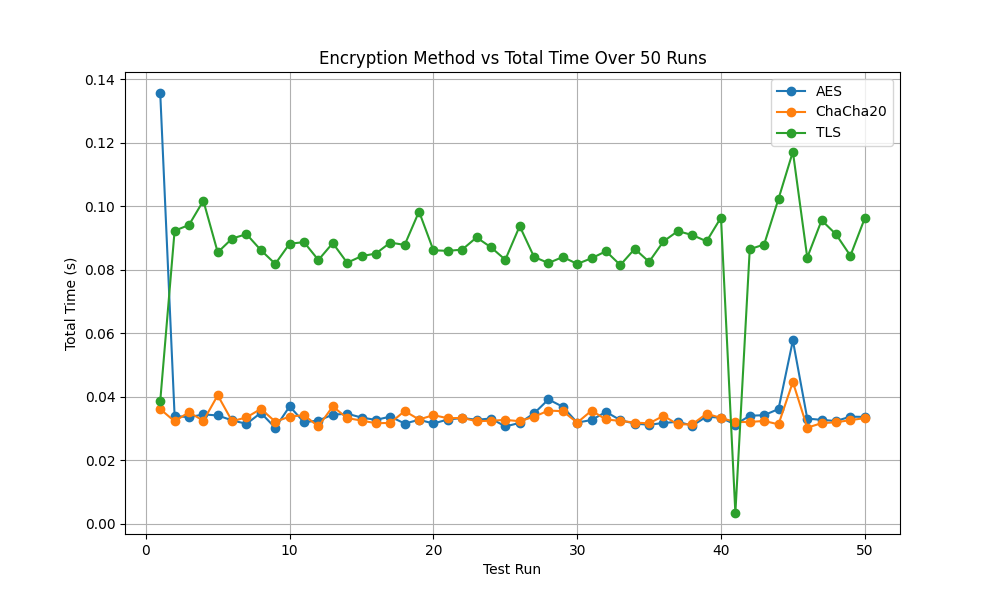 Encryption Method vs Total Time Over 50 Runs
0.14
0.12
0.10
0.08
0.06
0.04
0.02
0.00
Total Time (s)
AES
ChaCha20
TLS
0
10
20
30
40
50
Test Run